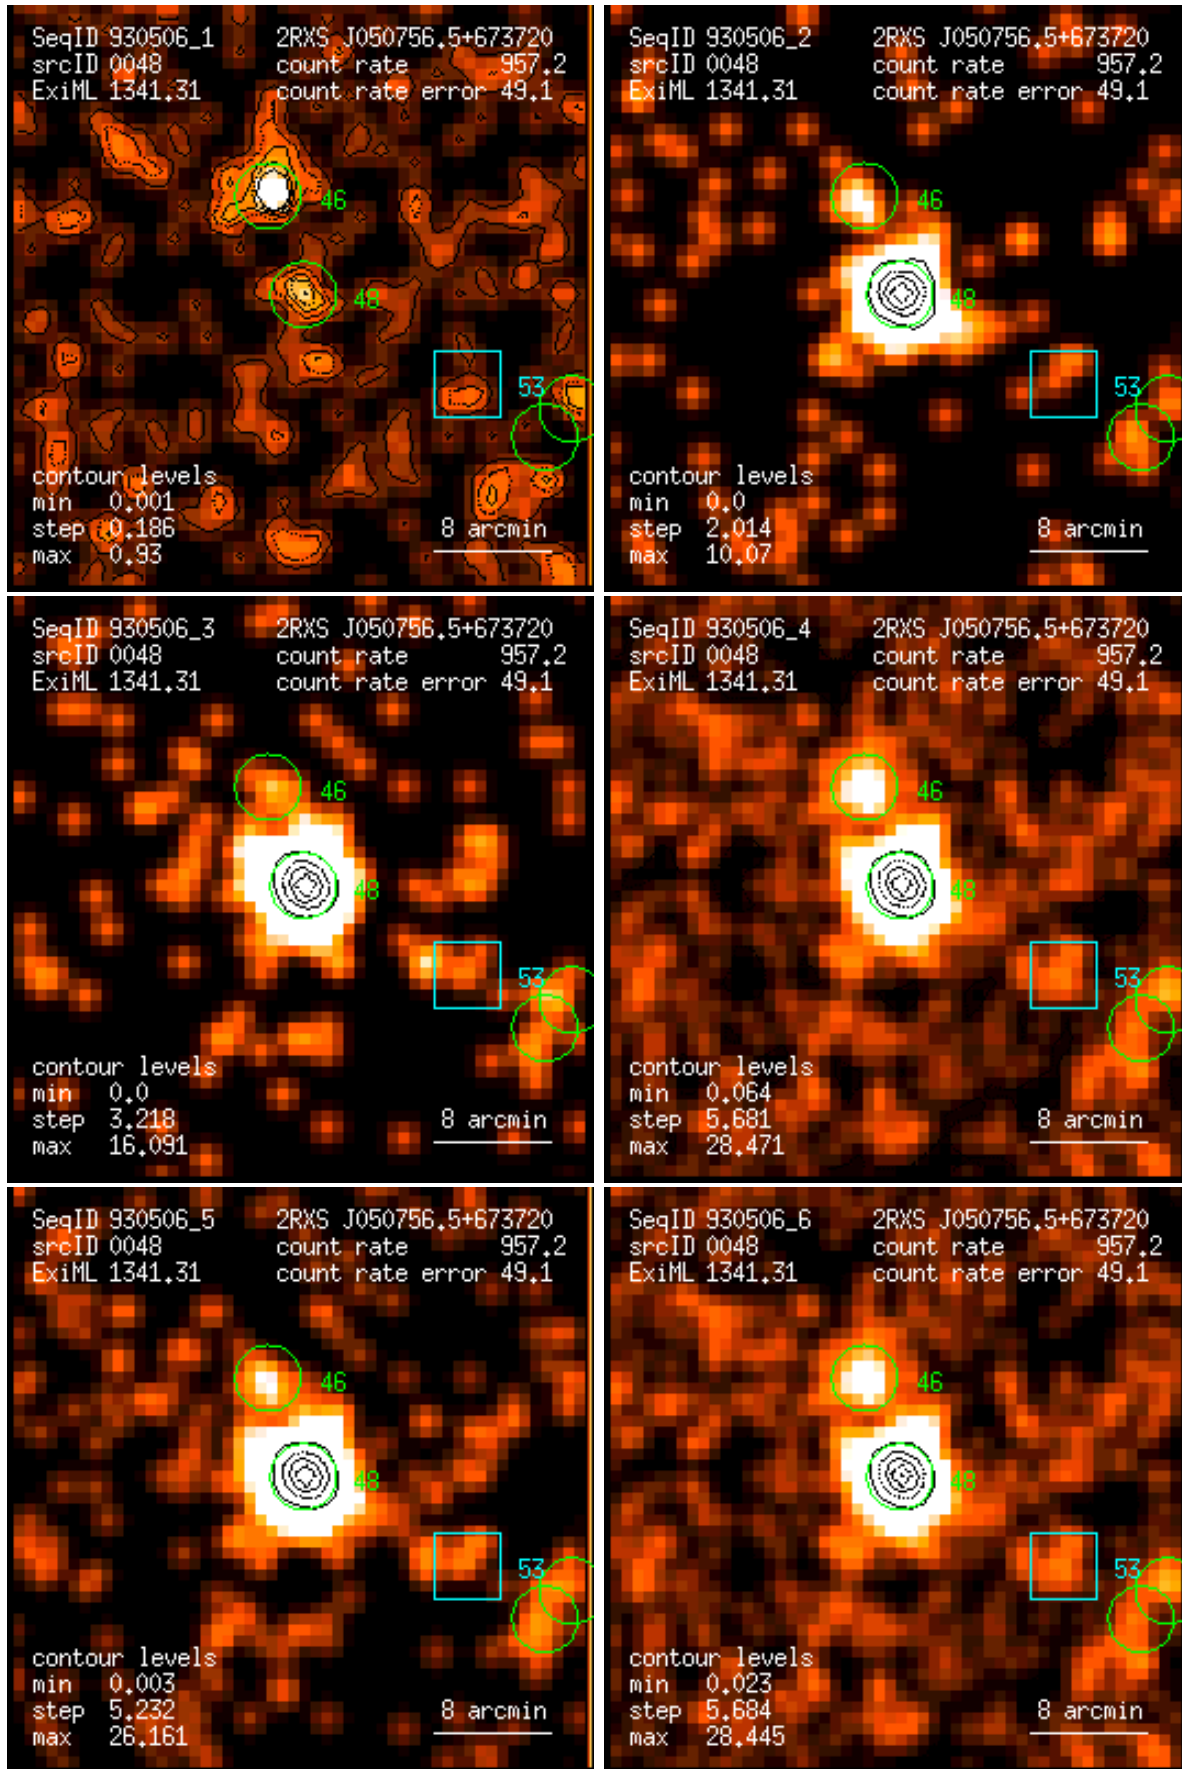 SeqID 930506_1 2RXS J050756.5+673720
srcID 0048 count rate 957.2
ExiML 1341.31 count rate error 49.1
46
48
53
contour levels
min 0.001
step 0.186 8 arcmin
max 0.93
SeqID 930506_2 2RXS J050756.5+673720
srcID 0048 count rate 957.2
ExiML 1341.31 count rate error 49.1
46
48
53
contour levels
min 0.0
step 2.014 8 arcmin
max 10.07
SeqID 930506_3 2RXS J050756.5+673720
srcID 0048 count rate 957.2
ExiML 1341.31 count rate error 49.1
46
48
53
contour levels
min 0.0
step 3.218 8 arcmin
max 16.091
SeqID 930506_4 2RXS J050756.5+673720
srcID 0048 count rate 957.2
ExiML 1341.31 count rate error 49.1
46
48
53
contour levels
min 0.064
step 5.681 8 arcmin
max 28.471
SeqID 930506_5 2RXS J050756.5+673720
srcID 0048 count rate 957.2
ExiML 1341.31 count rate error 49.1
46
48
53
contour levels
min 0.003
step 5.232 8 arcmin
max 26.161
SeqID 930506_6 2RXS J050756.5+673720
srcID 0048 count rate 957.2
ExiML 1341.31 count rate error 49.1
46
48
53
contour levels
min 0.023
step 5.684 8 arcmin
max 28.445